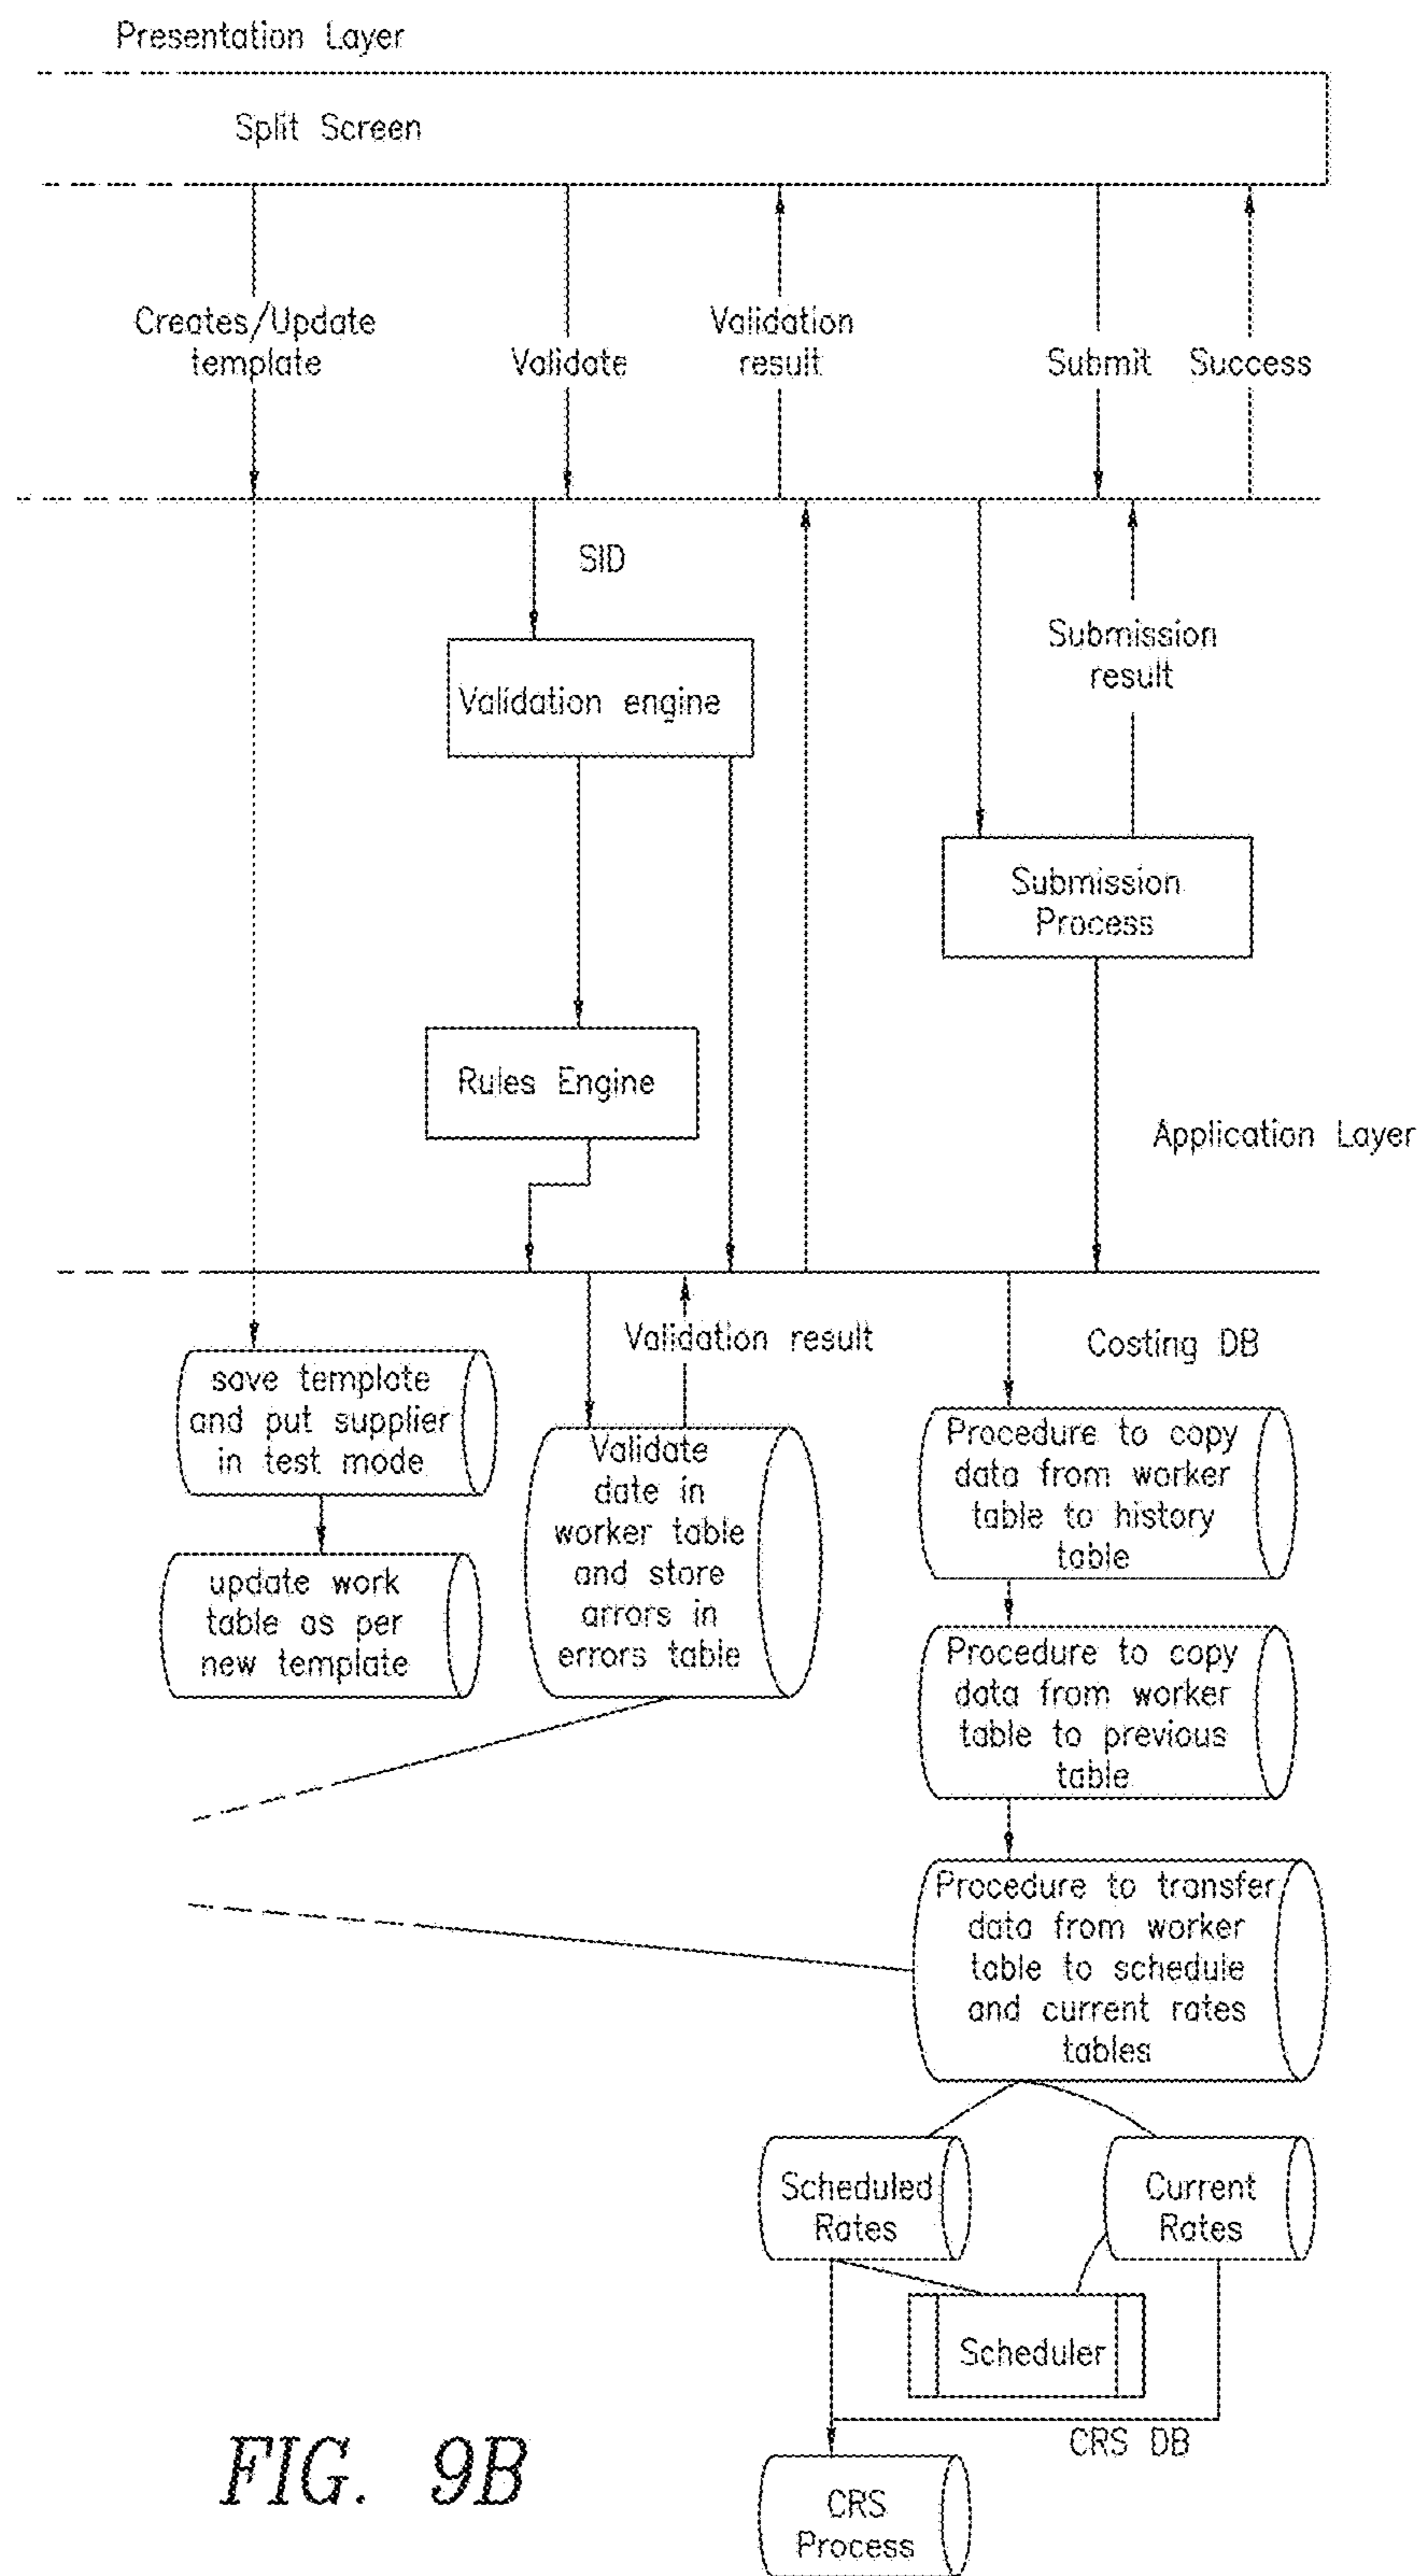 Presentation Layer
Split Screen
Creates/Update
template
Validate
Validation
result
Submit
Success
SID
Validation engine
Submission
result
Submission
Process
Rules Engine
Application Layer
Validation result
Costing DB
save template
and put supplier
in test mode
update work
table as per
new template
Validate
date in
worker table
and store
arrors in
errors table
Procedure to copy
data from worker
table to history
table
Procedure to copy
data from worker
table to previous
table
Procedure to transfer
data from worker
table to schedule
and current rates
tables
Scheduled
Rates
Current
Rates
Scheduler
CRS DB
CRS
Process
FIG. 9B